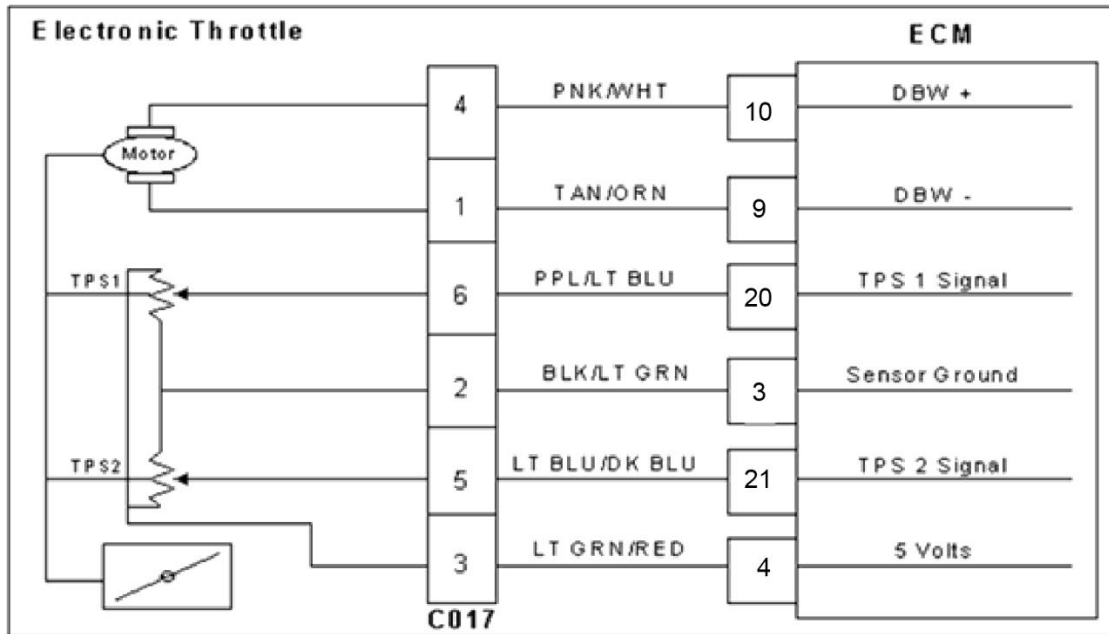 Electronic Throttle
ECM
4 PNK/WHT 10 DBW +
Motor
1 TAN/ORN 9 DBW -
TPS1 6 PPL/LT BLU 20 TPS 1 Signal
2 BLK/LT GRN 3 Sensor Ground
TPS2 5 LT BLU/DK BLU 21 TPS 2 Signal
3 LT GRN/RED 4 5 Volts
C017